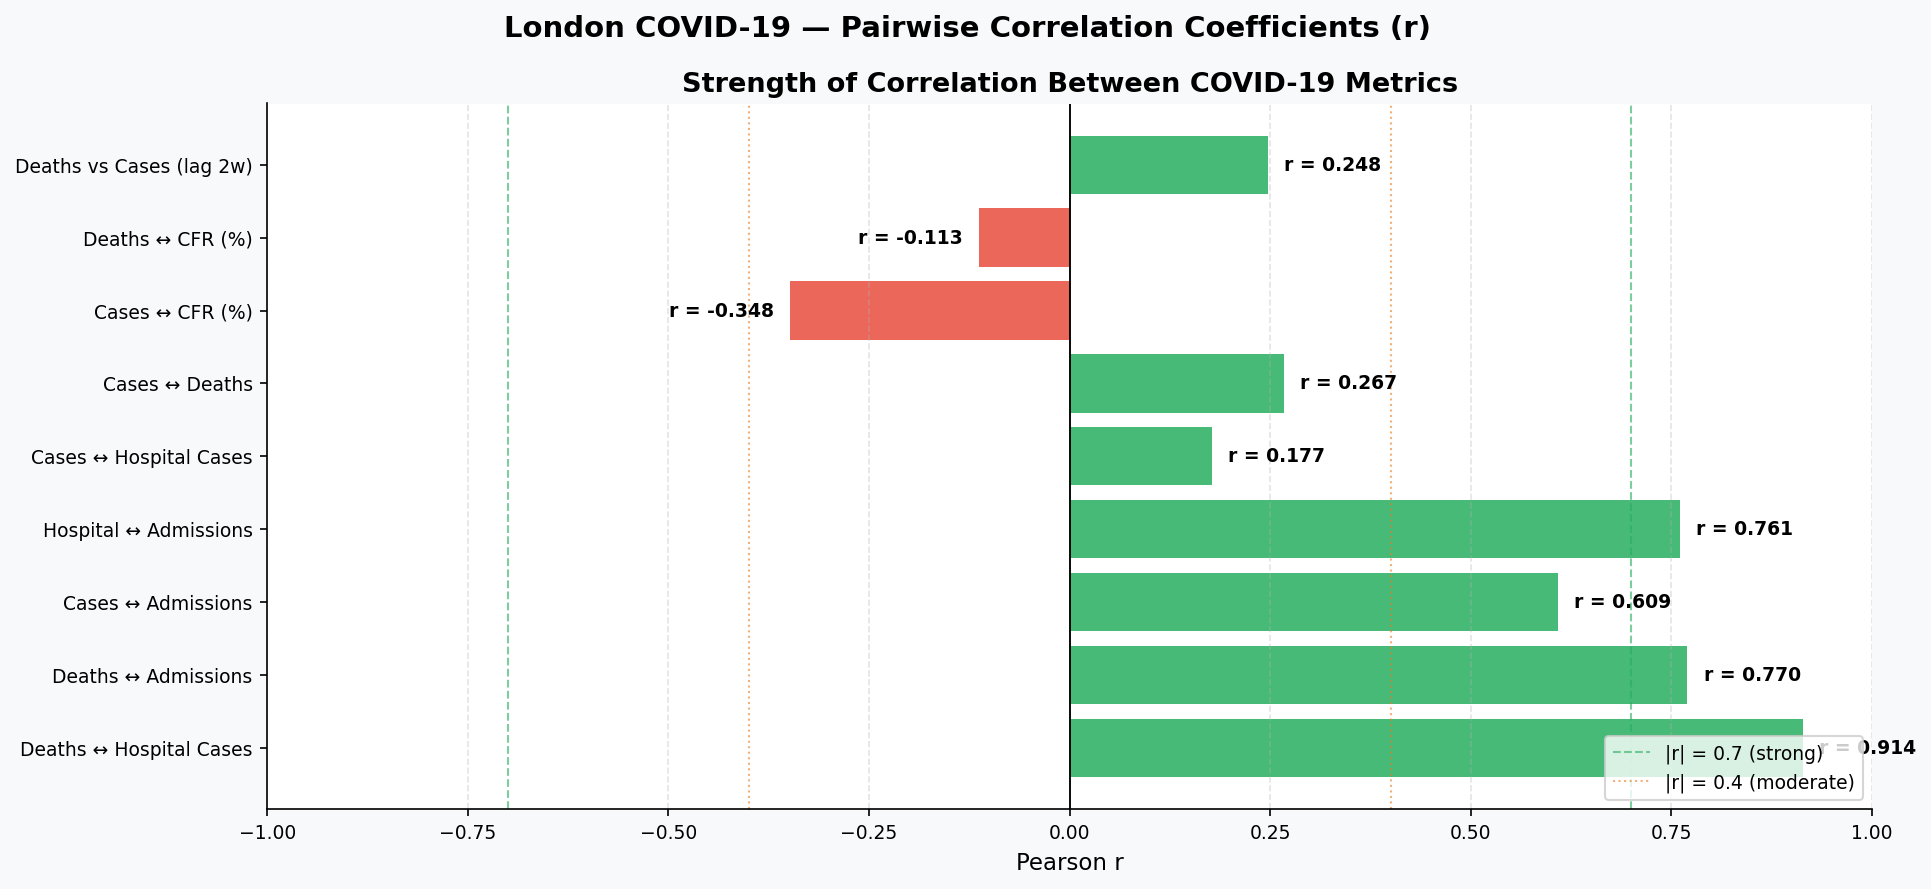 London COVID-19 — Pairwise Correlation Coefficients (r)
Strength of Correlation Between COVID-19 Metrics
Deaths vs Cases (lag 2w)
r = 0.248
Deaths ↔ CFR (%)
r = -0.113
Cases ↔ CFR (%)
r = -0.348
Cases ↔ Deaths
r = 0.267
Cases ↔ Hospital Cases
r = 0.177
Hospital ↔ Admissions
r = 0.761
Cases ↔ Admissions
r = 0.609
Deaths ↔ Admissions
r = 0.770
Deaths ↔ Hospital Cases
r = 0.914
|r| = 0.7 (strong)
|r| = 0.4 (moderate)
−1.00
−0.75
−0.50
−0.25
0.00
0.25
0.50
0.75
1.00
Pearson r